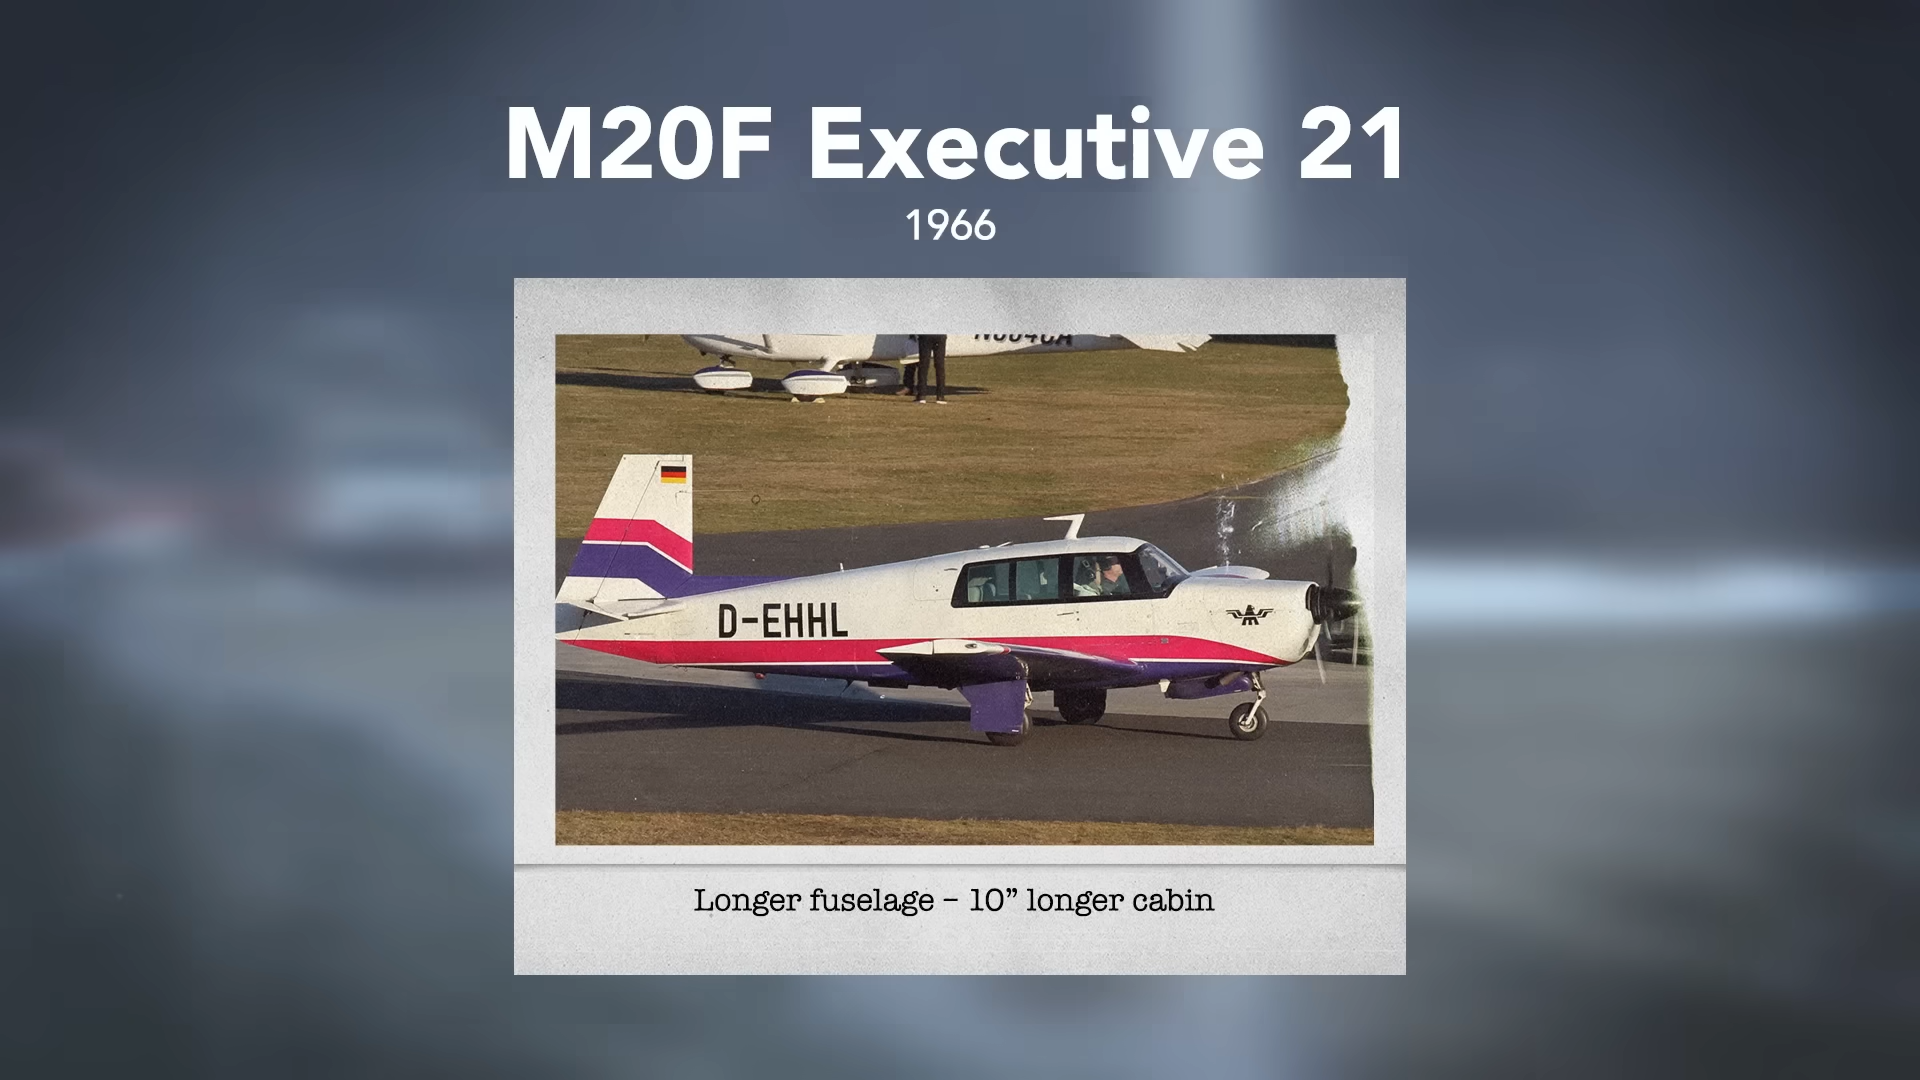 M20F Executive 21
1966
D-EHHL
Longer fuselage – 10” longer cabin